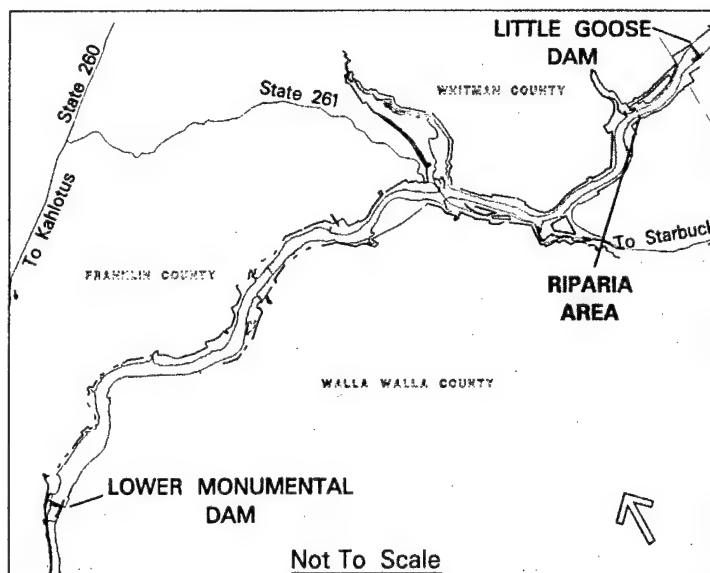 LITTLE GOOSE
DAM
State 260
State 261
WHITMAN COUNTY
To Kahlotus
To Starbuck
FRANKLIN COUNTY
RIPARIA
AREA
WALLA WALLA COUNTY
LOWER MONUMENTAL
DAM
Not To Scale